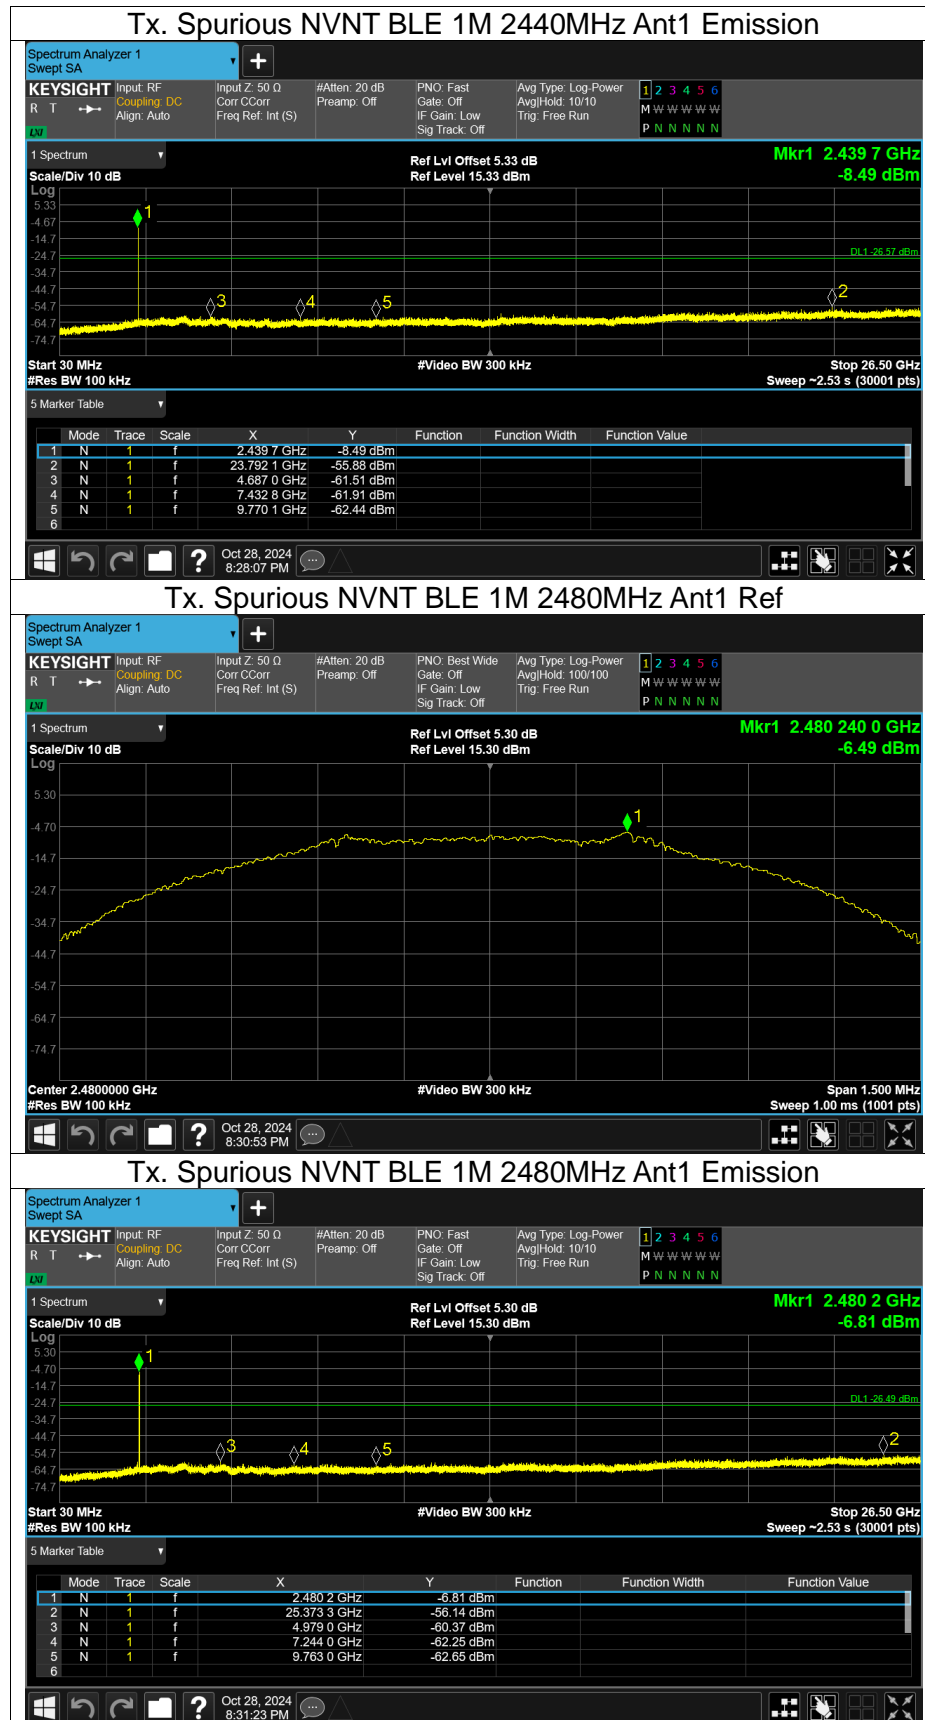 Tx. Spurious NVNT BLE 1M 2440MHz Ant1 Emission
Spectrum Analyzer 1
Swept SA
▼
+
KEYSIGHT Input: RF Input Z: 50 Ω #Atten: 20 dB PNO: Fast Avg Type: Log-Power 1 2 3 4 5 6
R T Coupling: DC Corr CCorr Preamp: Off Gate: Off Avg|Hold: 10/10 M W W W W W
Align: Auto Freq Ref: Int (S) IF Gain: Low Trig: Free Run
LXI Sig Track: Off P N N N N N
1 Spectrum ▼ Ref Lvl Offset 5.33 dB Mkr1 2.439 7 GHz
Scale/Div 10 dB Ref Level 15.33 dBm -8.49 dBm
Log
5.33
1
-4.67
-14.7
-24.7 DL1 -26.57 dBm
-34.7
-44.7
3 4 5 2
-54.7
-64.7
-74.7
Start 30 MHz #Video BW 300 kHz Stop 26.50 GHz
#Res BW 100 kHz Sweep ~2.53 s (30001 pts)
5 Marker Table ▼
Mode Trace Scale X Y Function Function Width Function Value
1 N 1 f 2.439 7 GHz -8.49 dBm
2 N 1 f 23.792 1 GHz -55.88 dBm
3 N 1 f 4.687 0 GHz -61.51 dBm
4 N 1 f 7.432 8 GHz -61.91 dBm
5 N 1 f 9.770 1 GHz -62.44 dBm
6
? Oct 28, 2024
8:28:07 PM
Tx. Spurious NVNT BLE 1M 2480MHz Ant1 Ref
Spectrum Analyzer 1
Swept SA
▼
+
KEYSIGHT Input: RF Input Z: 50 Ω #Atten: 20 dB PNO: Best Wide Avg Type: Log-Power 1 2 3 4 5 6
R T Coupling: DC Corr CCorr Preamp: Off Gate: Off Avg|Hold: 100/100 M W W W W W
Align: Auto Freq Ref: Int (S) IF Gain: Low Trig: Free Run
LXI Sig Track: Off P N N N N N
1 Spectrum ▼ Ref Lvl Offset 5.30 dB Mkr1 2.480 240 0 GHz
Scale/Div 10 dB Ref Level 15.30 dBm -6.49 dBm
Log
5.30
1
-4.70
-14.7
-24.7
-34.7
-44.7
-54.7
-64.7
-74.7
Center 2.4800000 GHz #Video BW 300 kHz Span 1.500 MHz
#Res BW 100 kHz Sweep 1.00 ms (1001 pts)
? Oct 28, 2024
8:30:53 PM
Tx. Spurious NVNT BLE 1M 2480MHz Ant1 Emission
Spectrum Analyzer 1
Swept SA
▼
+
KEYSIGHT Input: RF Input Z: 50 Ω #Atten: 20 dB PNO: Fast Avg Type: Log-Power 1 2 3 4 5 6
R T Coupling: DC Corr CCorr Preamp: Off Gate: Off Avg|Hold: 10/10 M W W W W W
Align: Auto Freq Ref: Int (S) IF Gain: Low Trig: Free Run
LXI Sig Track: Off P N N N N N
1 Spectrum ▼ Ref Lvl Offset 5.30 dB Mkr1 2.480 2 GHz
Scale/Div 10 dB Ref Level 15.30 dBm -6.81 dBm
Log
5.30
1
-4.70
-14.7
-24.7 DL1 -26.49 dBm
-34.7
-44.7
3 4 5 2
-54.7
-64.7
-74.7
Start 30 MHz #Video BW 300 kHz Stop 26.50 GHz
#Res BW 100 kHz Sweep ~2.53 s (30001 pts)
5 Marker Table ▼
Mode Trace Scale X Y Function Function Width Function Value
1 N 1 f 2.480 2 GHz -6.81 dBm
2 N 1 f 25.373 3 GHz -56.14 dBm
3 N 1 f 4.979 0 GHz -60.37 dBm
4 N 1 f 7.244 0 GHz -62.25 dBm
5 N 1 f 9.763 0 GHz -62.65 dBm
6
? Oct 28, 2024
8:31:23 PM